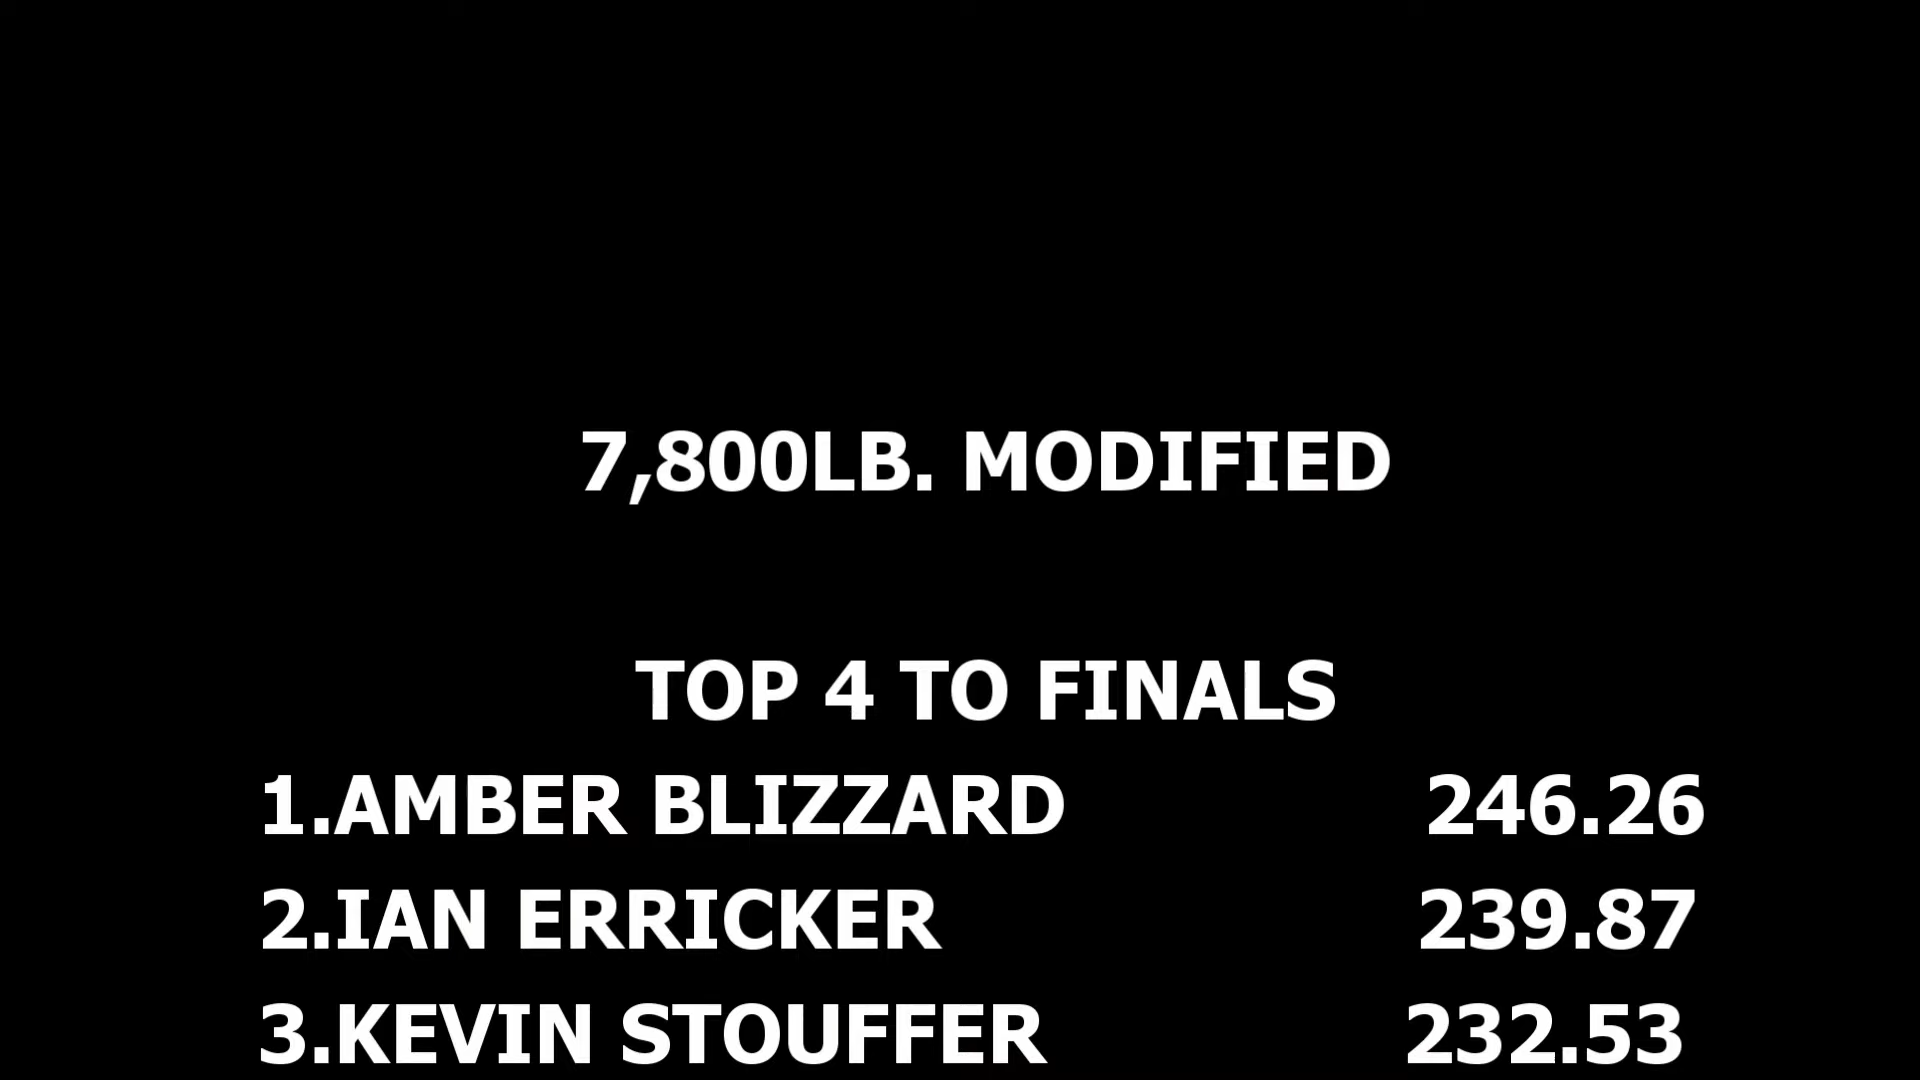 7,800LB. MODIFIED
TOP 4 TO FINALS
1.AMBER BLIZZARD 246.26
2.IAN ERRICKER 239.87
3.KEVIN STOUFFER 232.53